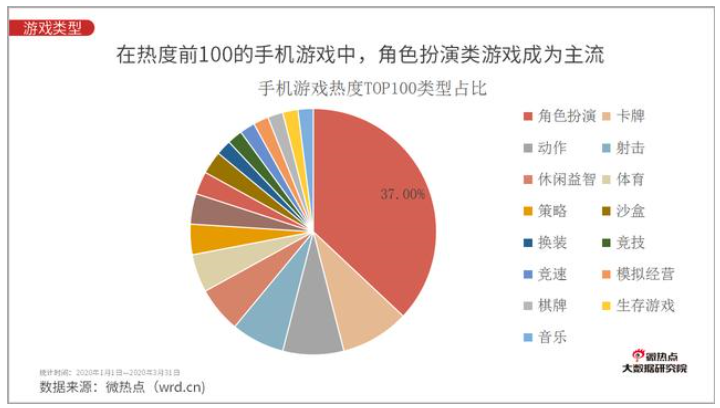 游戏类型
在热度前100的手机游戏中，角色扮演类游戏成为主流
手机游戏热度TOP100类型占比
37.00%
角色扮演 卡牌
动作 射击
休闲益智 体育
策略 沙盒
换装 竞技
竞速 模拟经营
棋牌 生存游戏
音乐
统计时间：2020年1月1日—2020年3月31日
数据来源：微热点（wrd.cn）
微热点
大数据研究院